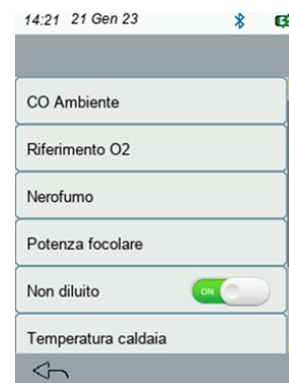 14:21 21 Gen 23
CO Ambiente
Riferimento O2
Nerofumo
Potenza focolare
Non diluito ON
Temperatura caldaia